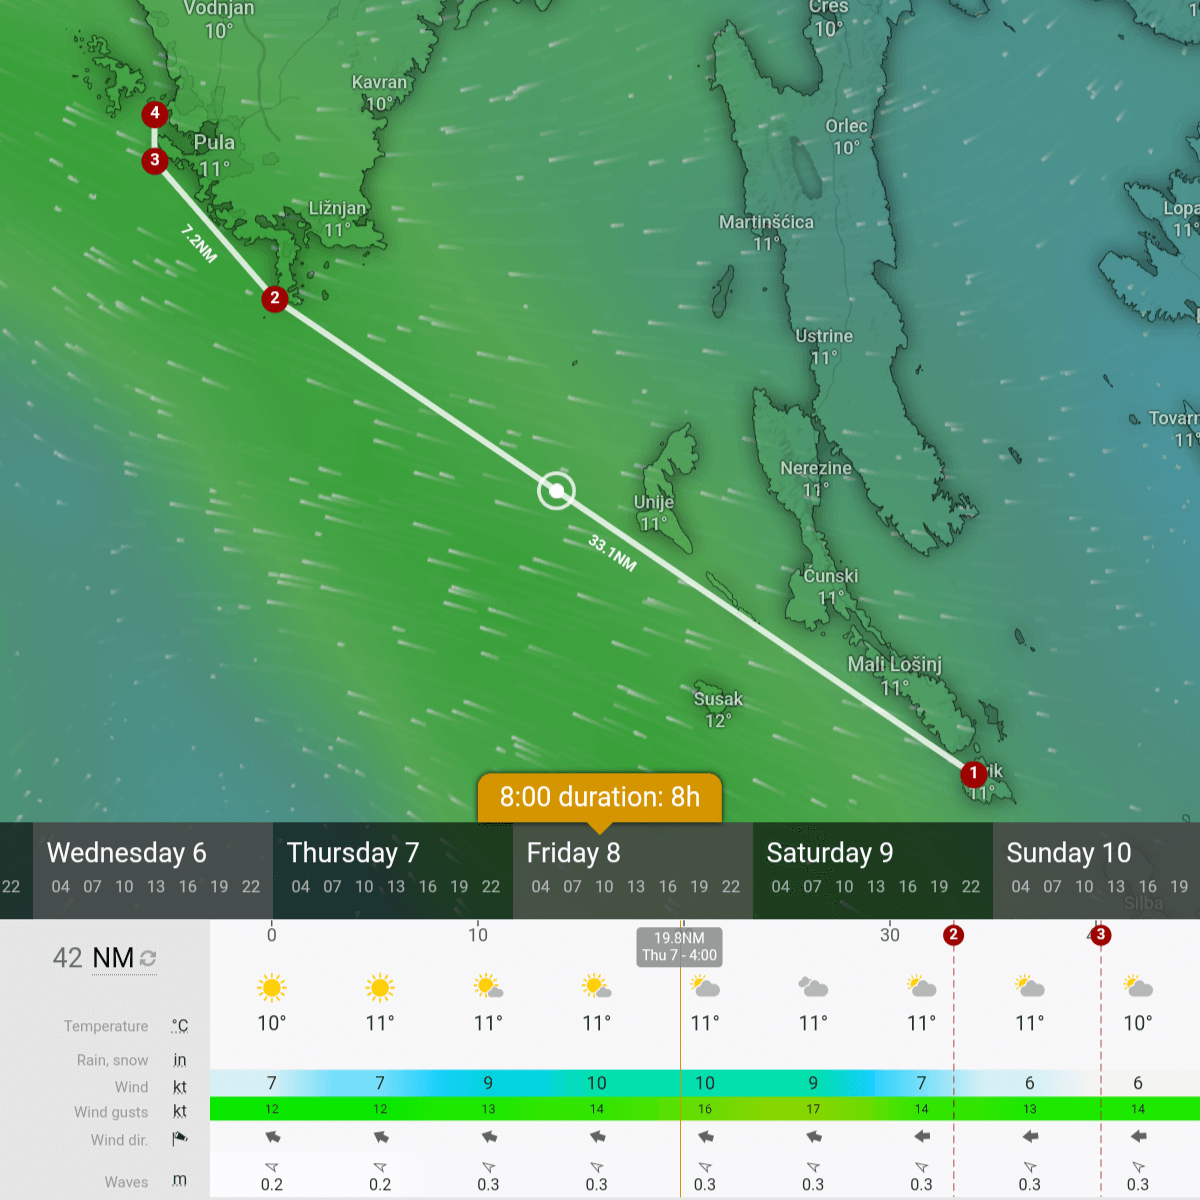 Vodnjan
10°
Cres
10°
Kavran
10°
4
Pula
11°
3
Orlec
10°
Ližnjan
11°
Martinšćica
11°
Lopa
11°
7.2NM
2
Ustrine
11°
Tovarn
11°
Nerezine
11°
Unije
11°
33.1NM
Čunski
11°
Mali Lošinj
11°
Susak
12°
1
ik
11°
8:00 duration: 8h
Wednesday 6
Thursday 7
Friday 8
Saturday 9
Sunday 10
22 04 07 10 13 16 19 22 04 07 10 13 16 19 22 04 07 10 13 16 19 22 04 07 10 13 16 19 22 04 07 10 13 16 19
Silba
0 10 30 2 4 3
19.8NM
Thu 7 - 4:00
42 NM
Temperature °C 10° 11° 11° 11° 11° 11° 11° 11° 10°
Rain, snow in
Wind kt 7 7 9 10 10 9 7 6 6
Wind gusts kt 12 12 13 14 16 17 14 13 14
Wind dir.
Waves m 0.2 0.2 0.3 0.3 0.3 0.3 0.3 0.3 0.3